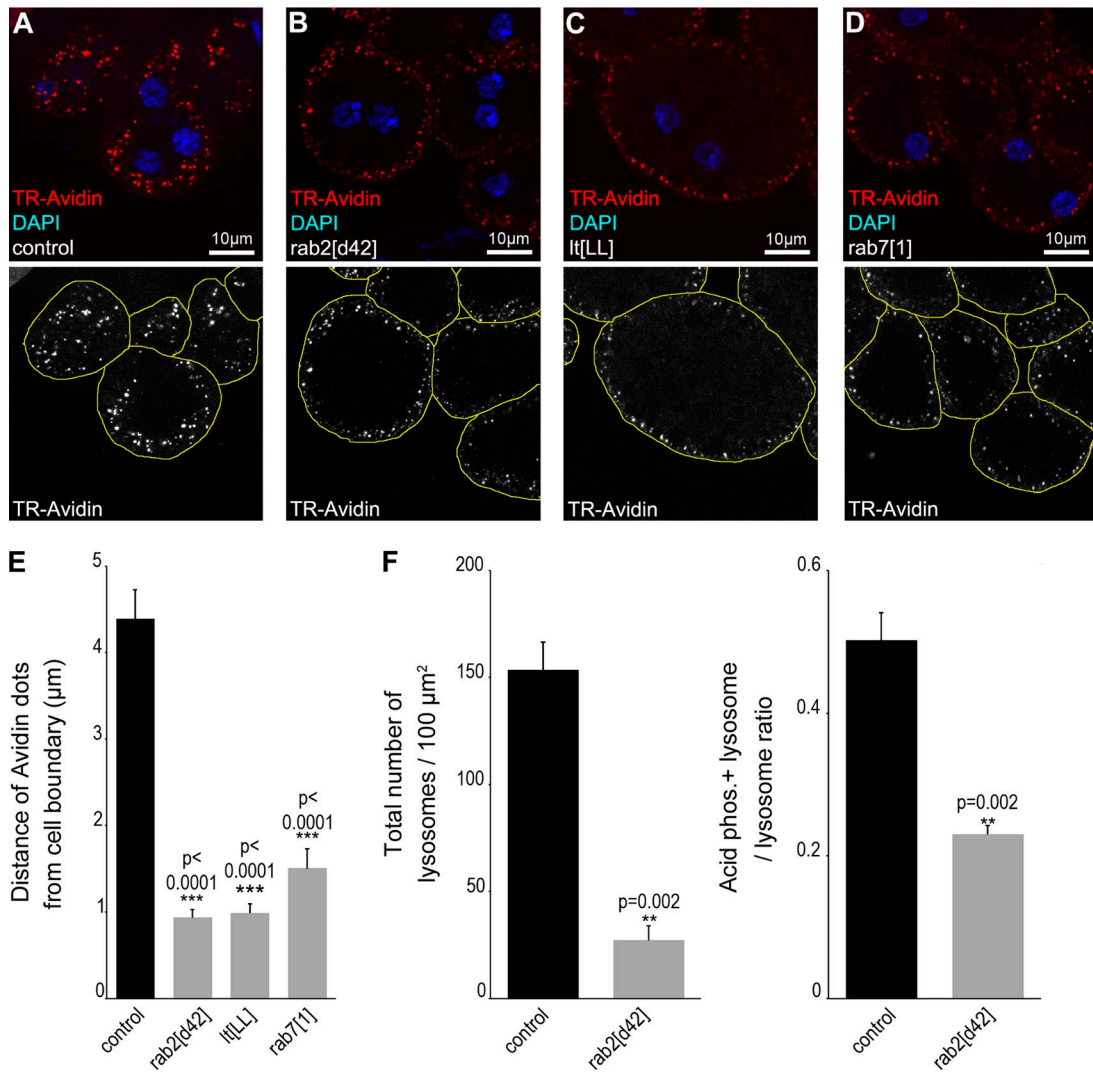 A
TR-Avidin
DAPI
control
10μm
B
TR-Avidin
DAPI
rab2[d42]
10μm
C
TR-Avidin
DAPI
lt[LL]
10μm
D
TR-Avidin
DAPI
rab7[1]
10μm
TR-Avidin
TR-Avidin
TR-Avidin
TR-Avidin
E
Distance of Avidin dots
from cell boundary (μm)
5
4
3
2
1
0
p<
0.0001
***
p<
0.0001
***
p<
0.0001
***
control
rab2[d42]
lt[LL]
rab7[1]
F
Total number of
lysosomes / 100 μm²
200
150
100
50
0
p=0.002
**
control
rab2[d42]
Acid phos.+ lysosome
/ lysosome ratio
0.6
0.4
0.2
0
p=0.002
**
control
rab2[d42]